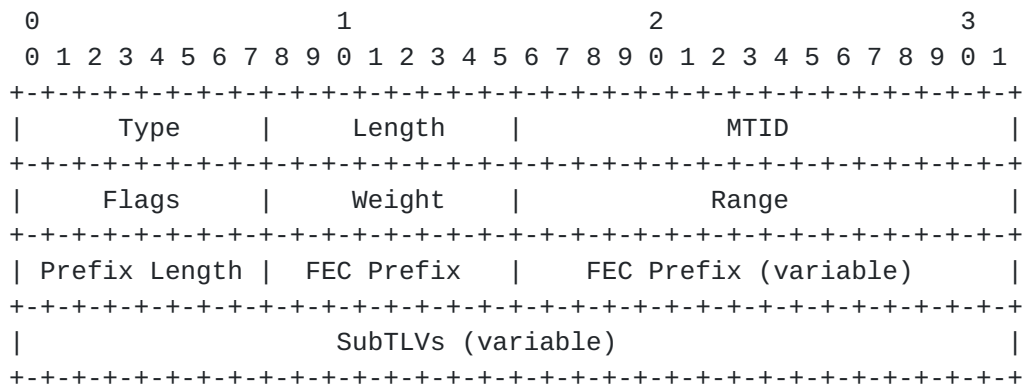 0                   1                   2                   3
 0 1 2 3 4 5 6 7 8 9 0 1 2 3 4 5 6 7 8 9 0 1 2 3 4 5 6 7 8 9 0 1
+-+-+-+-+-+-+-+-+-+-+-+-+-+-+-+-+-+-+-+-+-+-+-+-+-+-+-+-+-+-+-+-+
|      Type     |     Length    |             MTID              |
+-+-+-+-+-+-+-+-+-+-+-+-+-+-+-+-+-+-+-+-+-+-+-+-+-+-+-+-+-+-+-+-+
|     Flags     |     Weight    |            Range              |
+-+-+-+-+-+-+-+-+-+-+-+-+-+-+-+-+-+-+-+-+-+-+-+-+-+-+-+-+-+-+-+-+
| Prefix Length |  FEC Prefix   |    FEC Prefix (variable)      |
+-+-+-+-+-+-+-+-+-+-+-+-+-+-+-+-+-+-+-+-+-+-+-+-+-+-+-+-+-+-+-+-+
|                    SubTLVs (variable)                         |
+-+-+-+-+-+-+-+-+-+-+-+-+-+-+-+-+-+-+-+-+-+-+-+-+-+-+-+-+-+-+-+-+